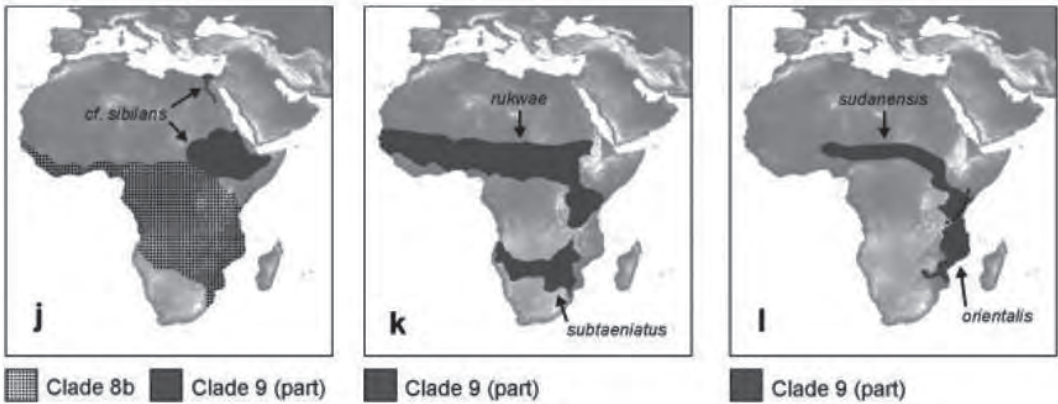 cf. sibilans
j
Clade 8b Clade 9 (part)
rukwae
k
subtaeniatus
Clade 9 (part)
sudanensis
l
orientalis
Clade 9 (part)